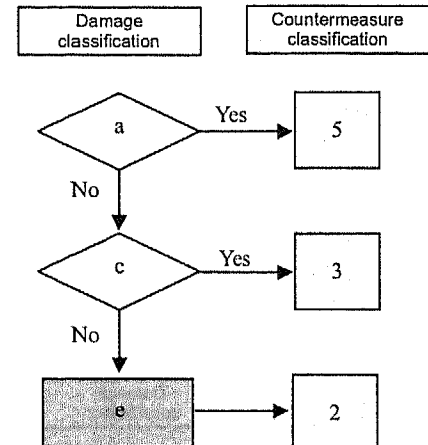 Damage
classification
Countermeasure
classification
a
Yes
5
No
c
Yes
3
No
e
2